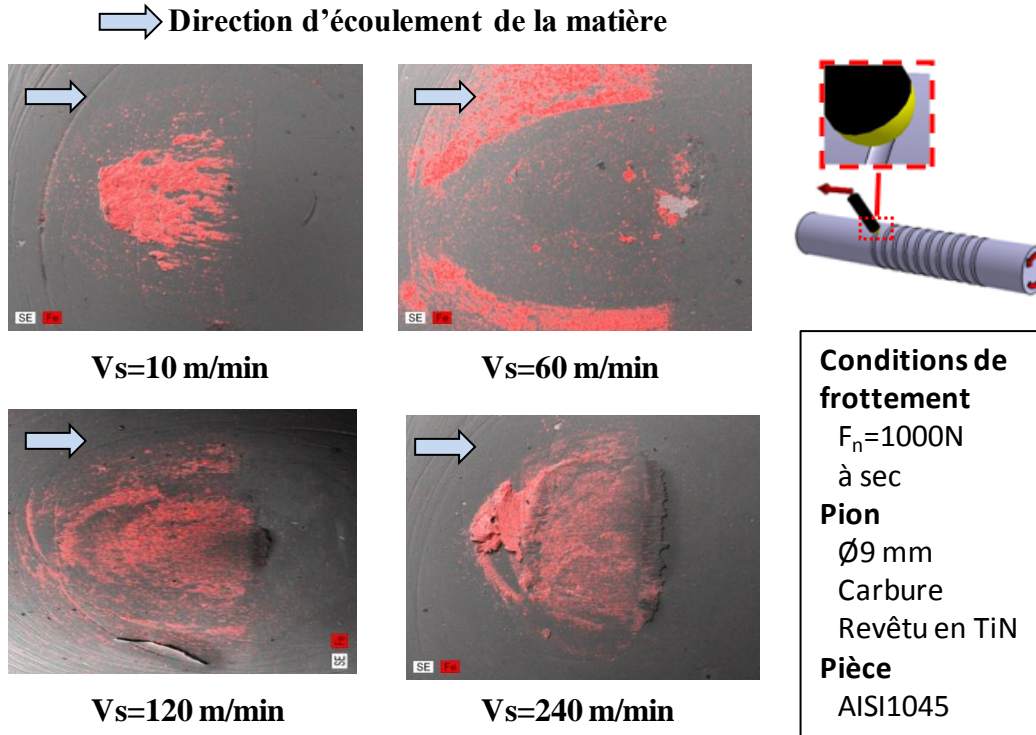 Direction d'écoulement de la matière
SE Fe
SE Fe
Vs=10 m/min
Vs=60 m/min
Fe
SE
SE Fe
Vs=120 m/min
Vs=240 m/min
Conditions de
frottement
Fn=1000N
à sec
Pion
Ø9 mm
Carbure
Revêtu en TiN
Pièce
AISI1045